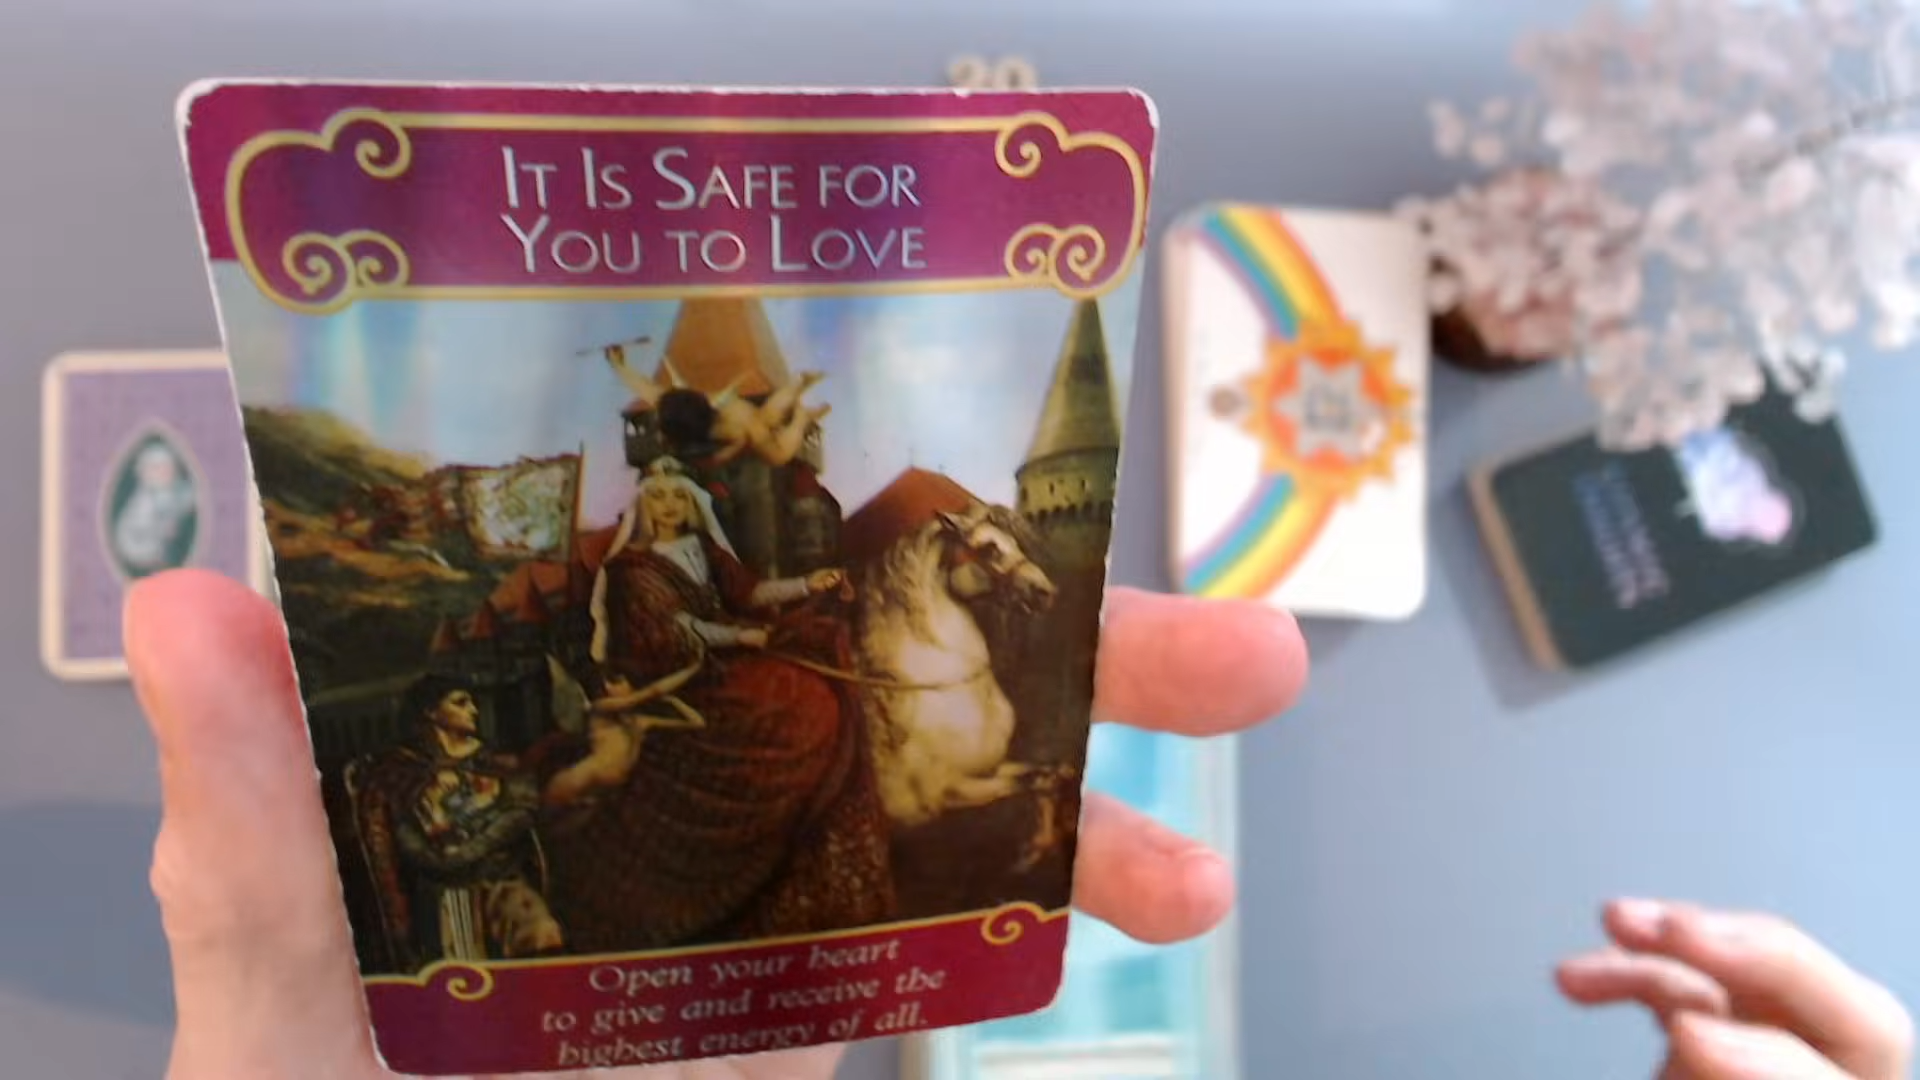 It Is Safe for
You to Love
Open your heart
to give and receive the
highest energy of all.